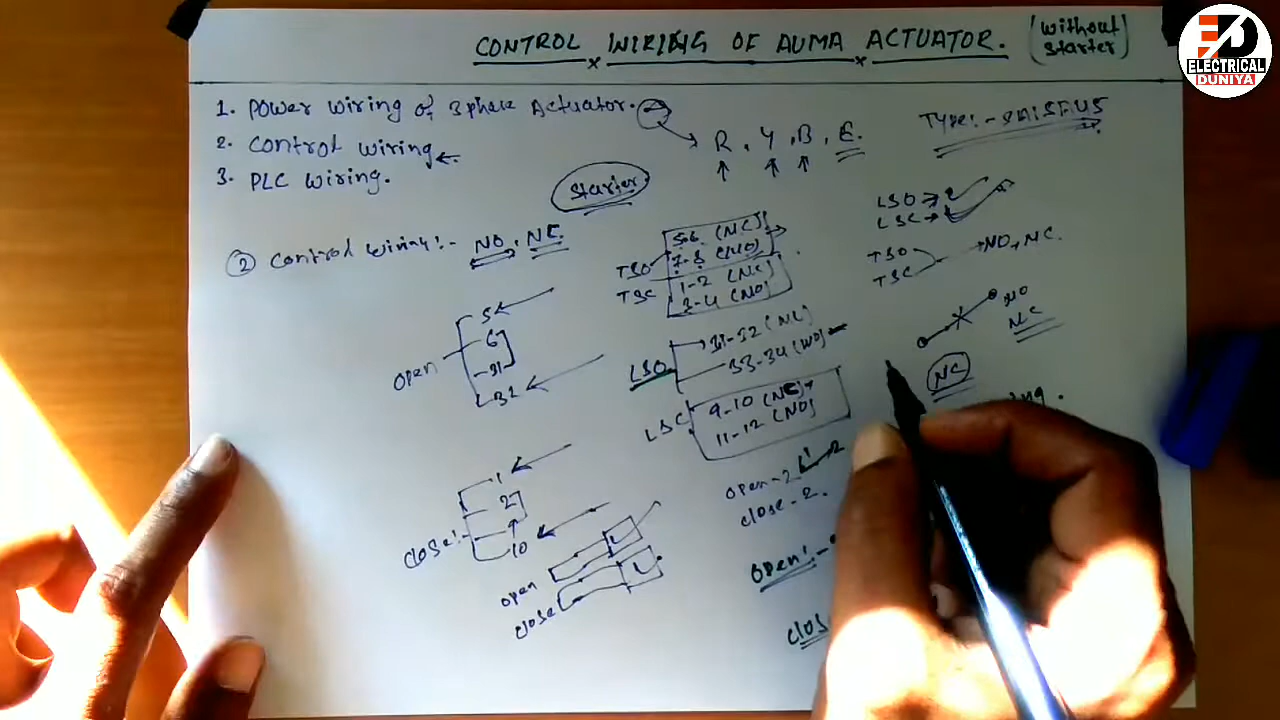 CONTROL WIRING OF AUMA ACTUATOR. (without starter)
ELECTRICAL DUNIYA
1. Power wiring of 3 phase Actuator.
R, Y, B, E.
2. Control wiring
3. PLC wiring.
Starter
② Control wiring:- NO, NC.
TSO 5-6 (NC)
7-8 (NO)
TSC 1-2 (NC)
3-4 (NO)
LSO 31-32 (NC)
33-34 (NO)
LSC 9-10 (NC)
11-12 (NO)
open - 2
close - 2.
open:-
LSO
LSC
TSO
TSC NO, NC.
NO
NC
NC
open 5
6
31
32
close:- 1
2
10
open
close